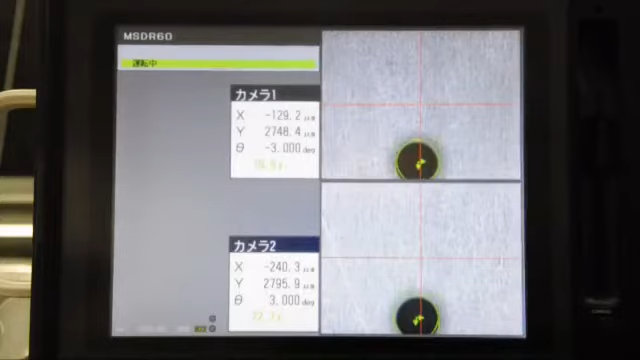 MSDR60
運転中
カメラ1
X -129.2 μm
Y 2748.4 μm
θ -3.000 deg
カメラ2
X -240.3 μm
Y 2795.9 μm
θ 3.000 deg